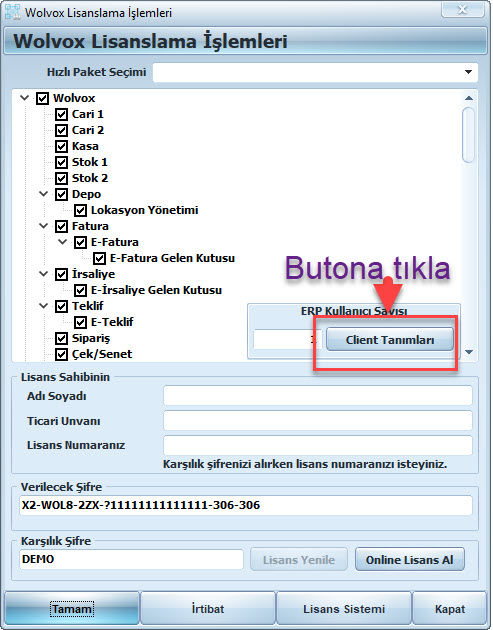 Wolvox Lisanslama İşlemleri
Wolvox Lisanslama İşlemleri
Hızlı Paket Seçimi
Wolvox
Cari 1
Cari 2
Kasa
Stok 1
Stok 2
Depo
Lokasyon Yönetimi
Fatura
E-Fatura
E-Fatura Gelen Kutusu
İrsaliye
E-İrsaliye Gelen Kutusu
Teklif
E-Teklif
Sipariş
Çek/Senet
Butona tıkla
ERP Kullanıcı Sayısı
1 Client Tanımları
Lisans Sahibinin
Adı Soyadı
Ticari Unvanı
Lisans Numaranız
Karşılık şifrenizi alırken lisans numaranızı isteyiniz.
Verilecek Şifre
X2-WOL8-2ZX-?11111111111111-306-306
Karşılık Şifre
DEMO Lisans Yenile Online Lisans Al
Tamam İrtibat Lisans Sistemi Kapat